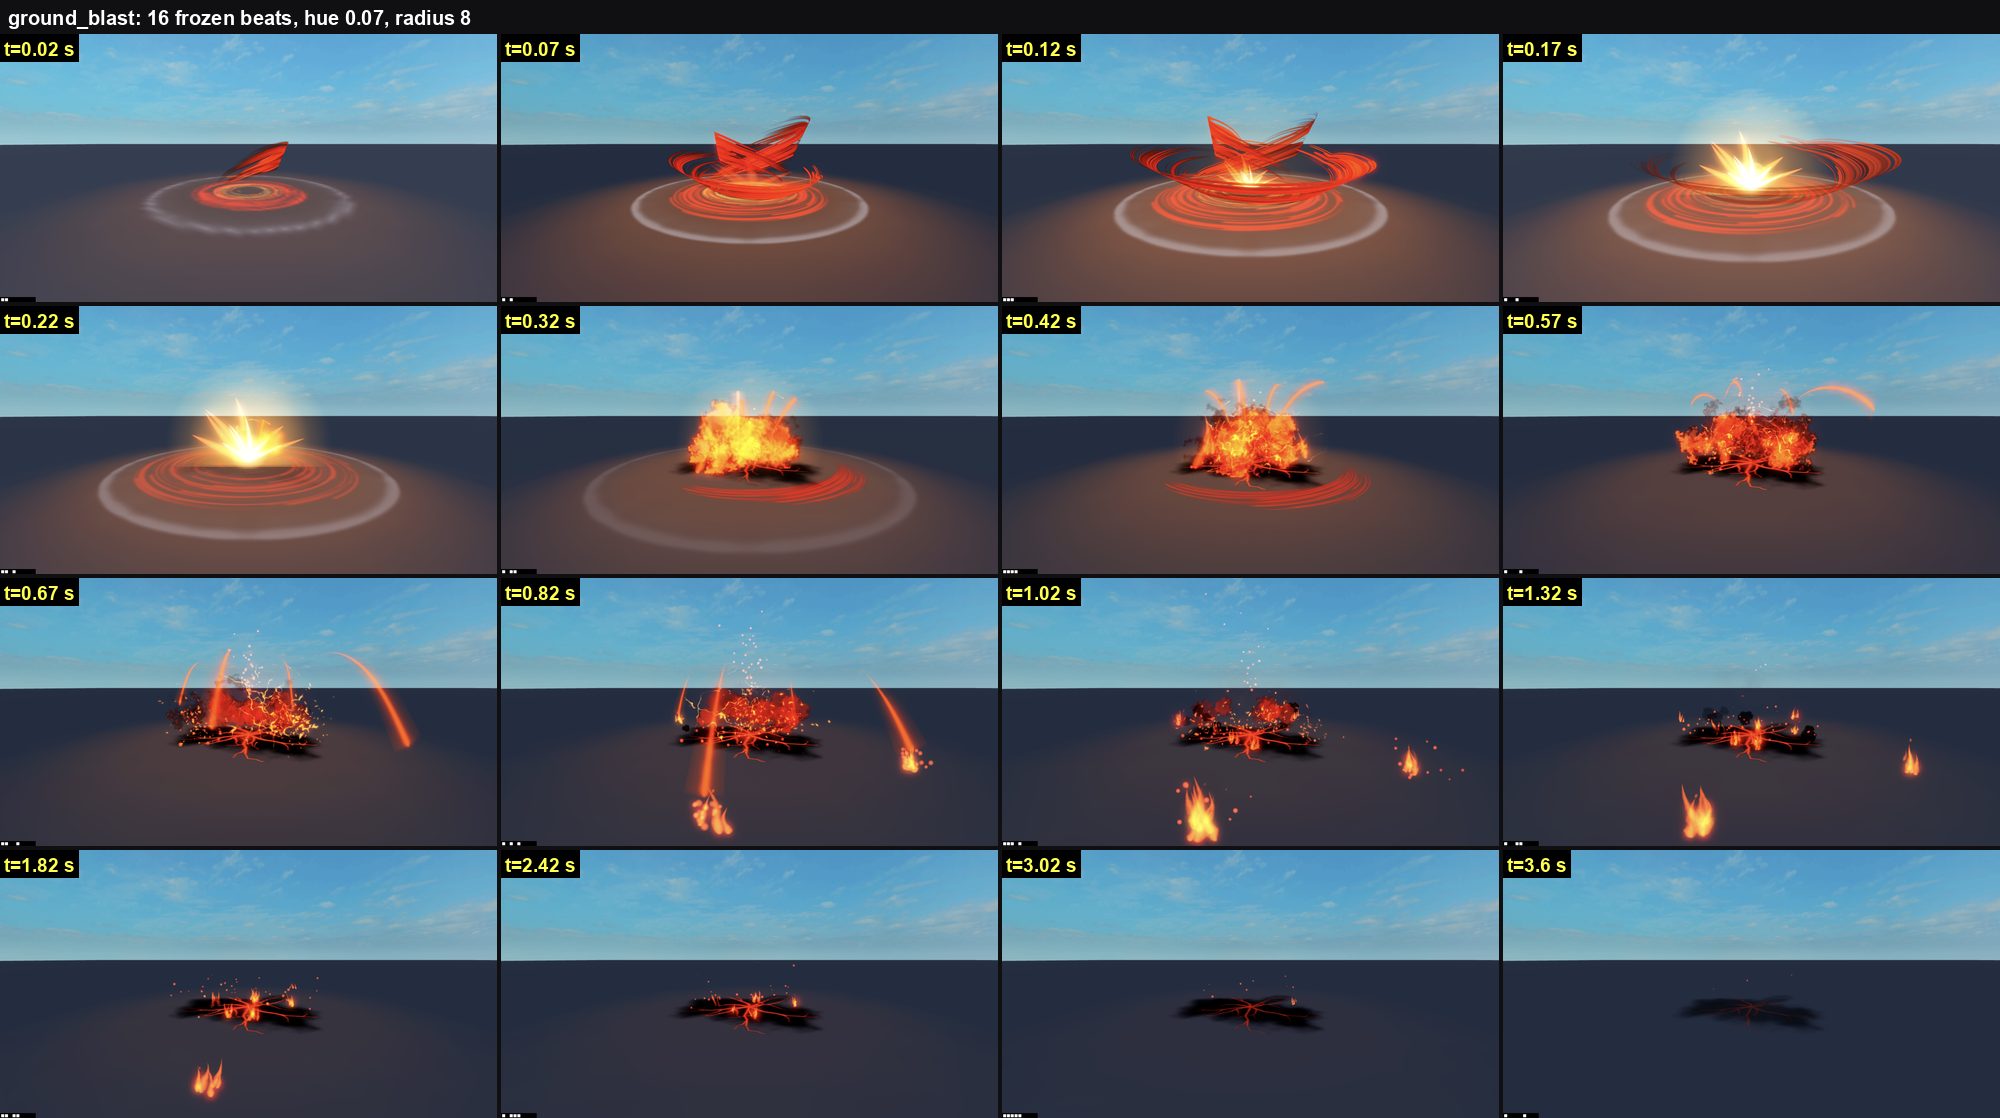 ground_blast: 16 frozen beats, hue 0.07, radius 8
t=0.02 s
t=0.07 s
t=0.12 s
t=0.17 s
t=0.22 s
t=0.32 s
t=0.42 s
t=0.57 s
t=0.67 s
t=0.82 s
t=1.02 s
t=1.32 s
t=1.82 s
t=2.42 s
t=3.02 s
t=3.6 s